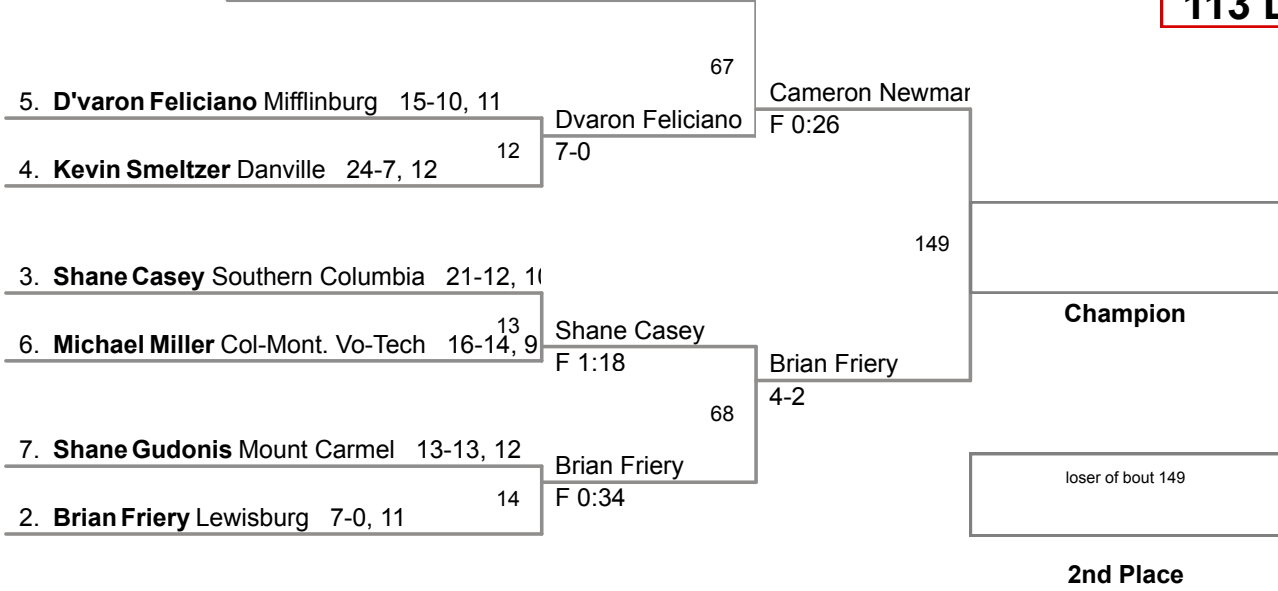 113
67
5. D'varon Feliciano Mifflinburg 15-10, 11
Cameron Newmar
Dvaron Feliciano
F 0:26
12
7-0
4. Kevin Smeltzer Danville 24-7, 12
149
3. Shane Casey Southern Columbia 21-12, 10
Champion
13
Shane Casey
6. Michael Miller Col-Mont. Vo-Tech 16-14, 9
F 1:18
Brian Friery
4-2
68
7. Shane Gudonis Mount Carmel 13-13, 12
Brian Friery
loser of bout 149
14
F 0:34
2. Brian Friery Lewisburg 7-0, 11
2nd Place